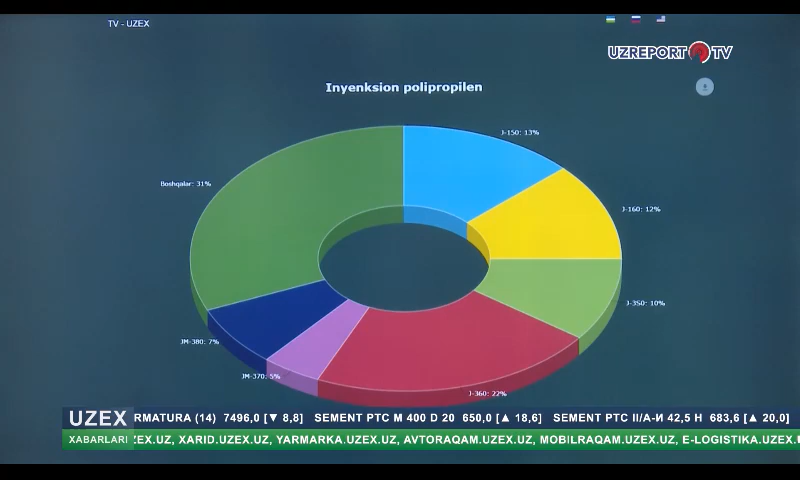 TV - UZEX
UZREPORT TV
Inyenksion polipropilen
J-150: 13%
Boshqalar: 31%
J-160: 12%
J-350: 10%
JM-380: 7%
JM-370: 5%
J-360: 22%
UZEX
RMATURA (14) 7496,0 [▼ 8,8] SEMENT PTC M 400 D 20 650,0 [▲ 18,6] SEMENT PTC II/A-И 42,5 H 683,6 [▲ 20,0]
XABARLARI
ZEX.UZ, XARID.UZEX.UZ, YARMARKA.UZEX.UZ, AVTORAQAM.UZEX.UZ, MOBILRAQAM.UZEX.UZ, E-LOGISTIKA.UZEX.U